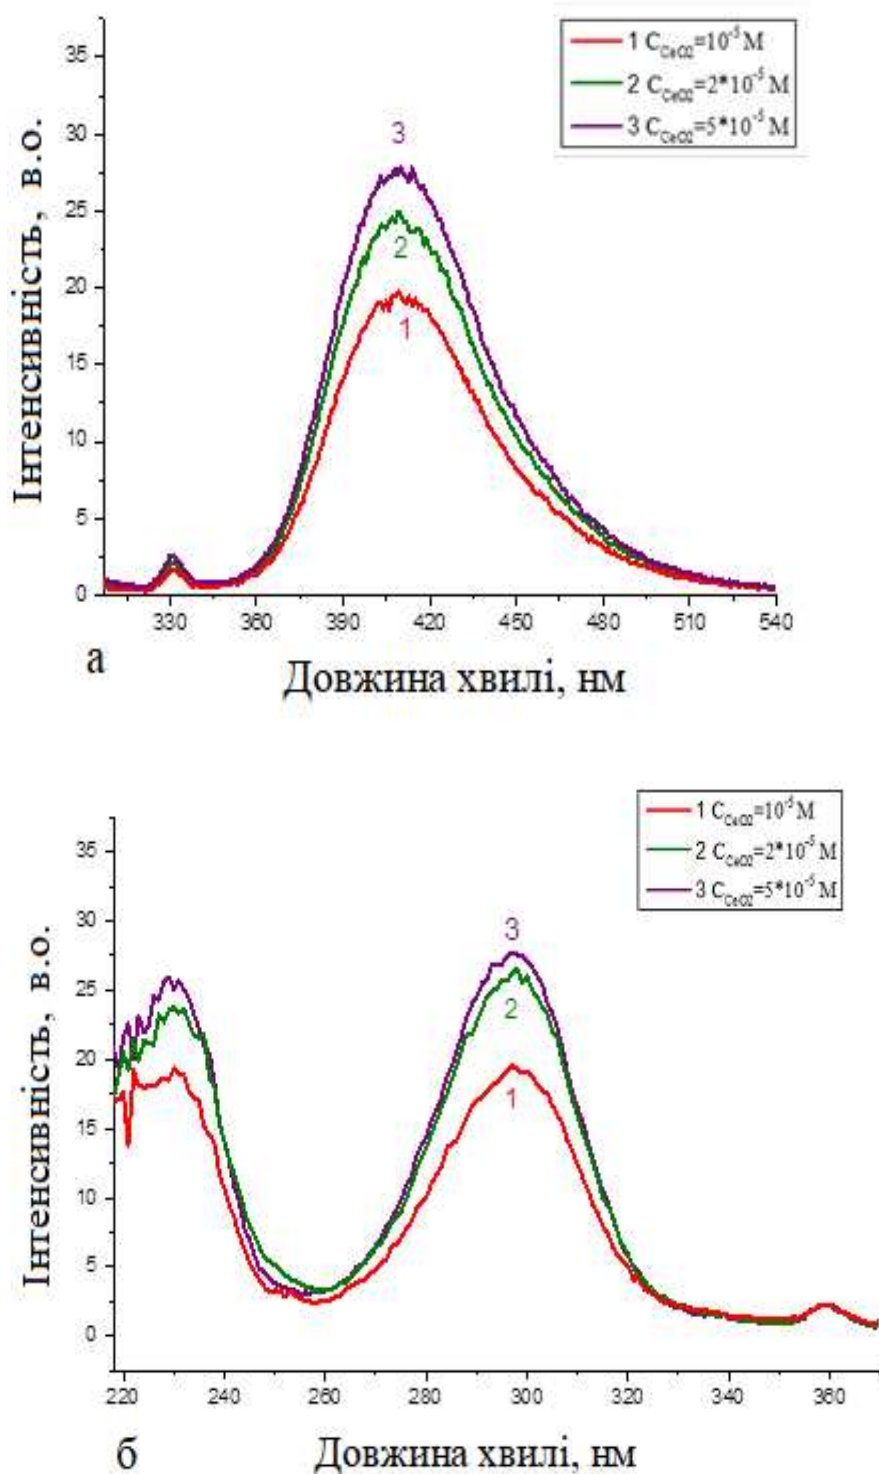 1 C_CeO2=10^-5 M
2 C_CeO2=2*10^-5 M
3 C_CeO2=5*10^-5 M
Інтенсивність, в.о.
35
30
25
20
15
10
5
0
3
2
1
330 360 390 420 450 480 510 540
а
Довжина хвилі, нм
1 C_CeO2=10^-5 M
2 C_CeO2=2*10^-5 M
3 C_CeO2=5*10^-5 M
Інтенсивність, в.о.
35
30
25
20
15
10
5
0
3
2
1
220 240 260 280 300 320 340 360
б
Довжина хвилі, нм